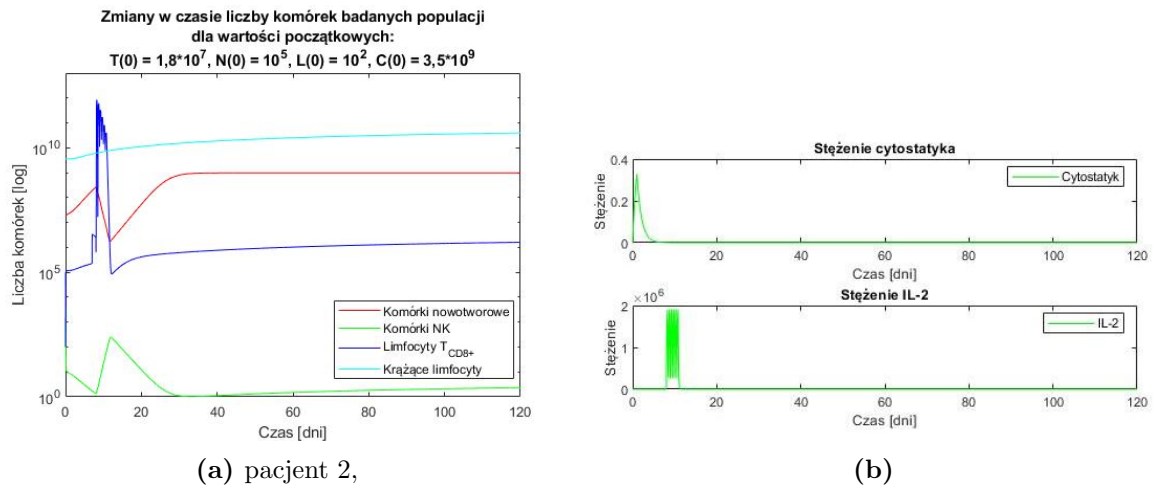 Zmiany w czasie liczby komórek badanych populacji
dla wartości początkowych:
T(0) = 1,8*10^7, N(0) = 10^5, L(0) = 10^2, C(0) = 3,5*10^9
Liczba komórek [log]
10^10
10^5
10^0
0 20 40 60 80 100 120
Czas [dni]
Komórki nowotworowe
Komórki NK
Limfocyty T_CD8+
Krążące limfocyty
(a) pacjent 2,
Stężenie cytostatyka
Stężenie
0.4
0.2
0
Cytostatyk
0 20 40 60 80 100 120
Czas [dni]
Stężenie IL-2
×10^6
Stężenie
2
1
0
IL-2
0 20 40 60 80 100 120
Czas [dni]
(b)